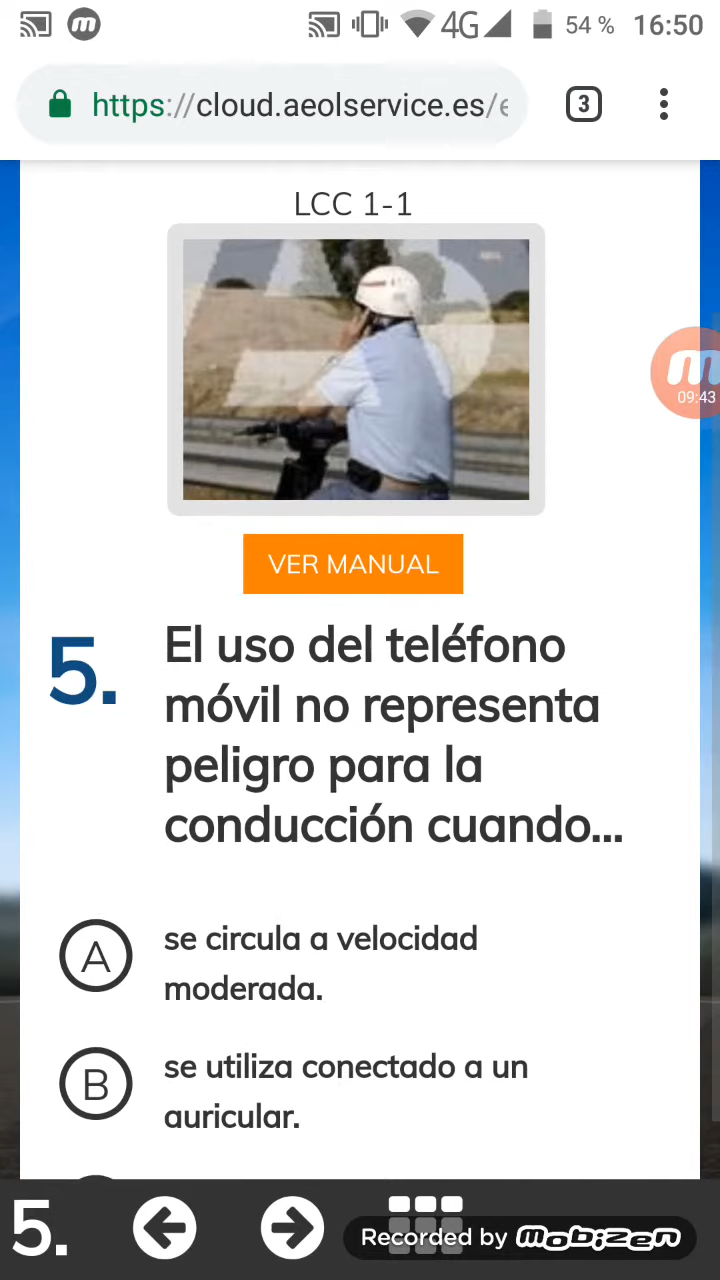 m
4G
54 %
16:50
https://cloud.aeolservice.es/e
3
LCC 1-1
m
09:43
VER MANUAL
5.
El uso del teléfono
móvil no representa
peligro para la
conducción cuando...
A
se circula a velocidad
moderada.
B
se utiliza conectado a un
auricular.
5.
Recorded by mobizen